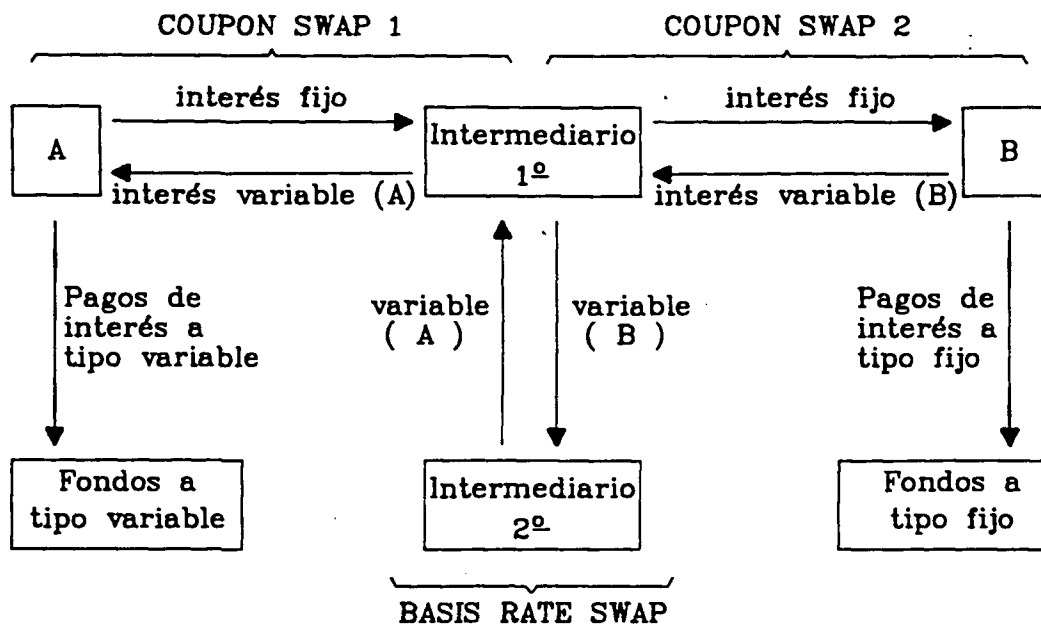 COUPON SWAP 1
COUPON SWAP 2
interés fijo
interés fijo
A
Intermediario
1º
B
interés variable (A)
interés variable (B)
Pagos de
interés a
tipo variable
variable
( A )
variable
( B )
Pagos de
interés a
tipo fijo
Fondos a
tipo variable
Intermediario
2º
Fondos a
tipo fijo
BASIS RATE SWAP